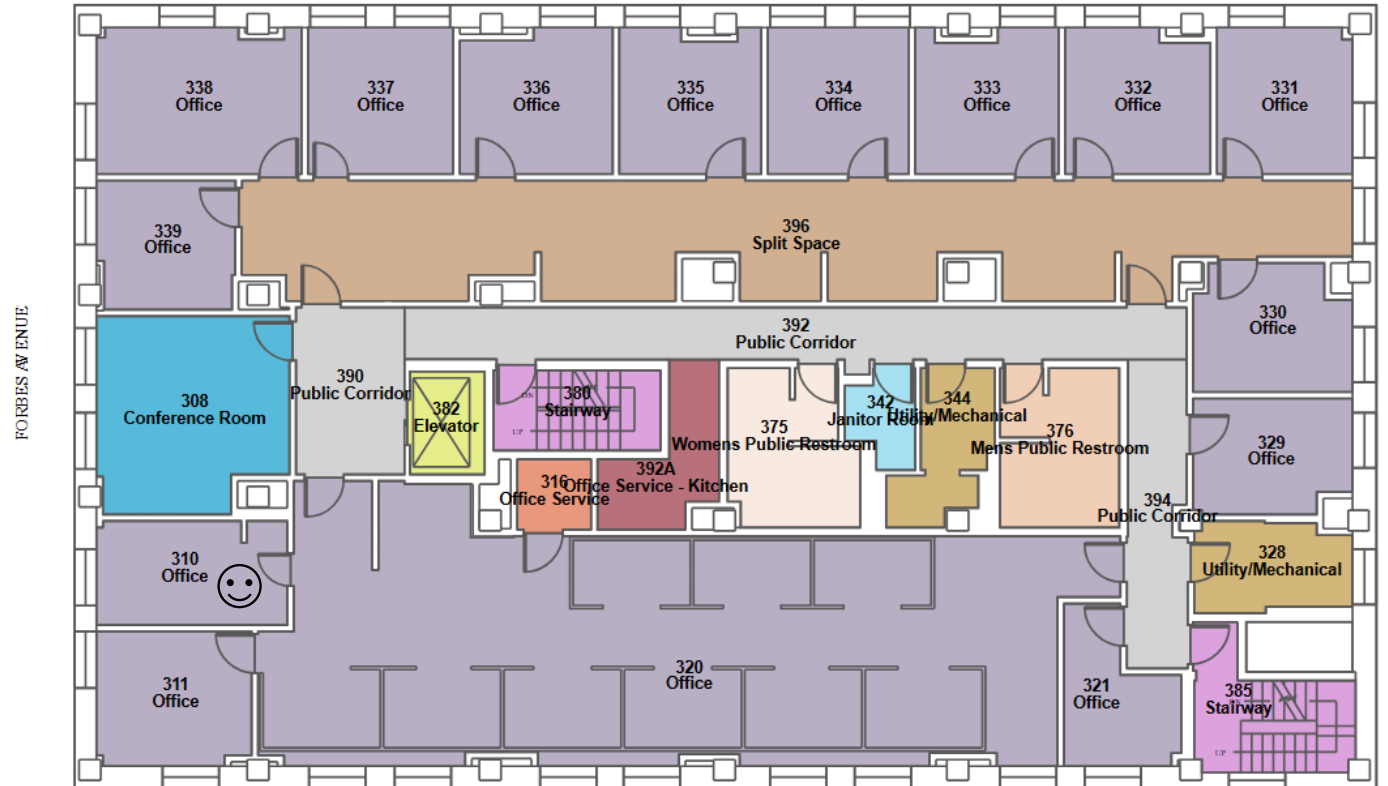 338
Office
337
Office
336
Office
335
Office
334
Office
333
Office
332
Office
331
Office
339
Office
396
Split Space
330
Office
FORBES AVENUE
392
Public Corridor
308
Conference Room
390
Public Corridor
382
Elevator
380
Stairway
DN
UP
375
Womens Public Restroom
342
Janitor Room
344
Utility/Mechanical
376
Mens Public Restroom
329
Office
316
Office Service
392A
Office Service - Kitchen
394
Public Corridor
310
Office
328
Utility/Mechanical
311
Office
320
Office
321
Office
385
Stairway
DN
UP